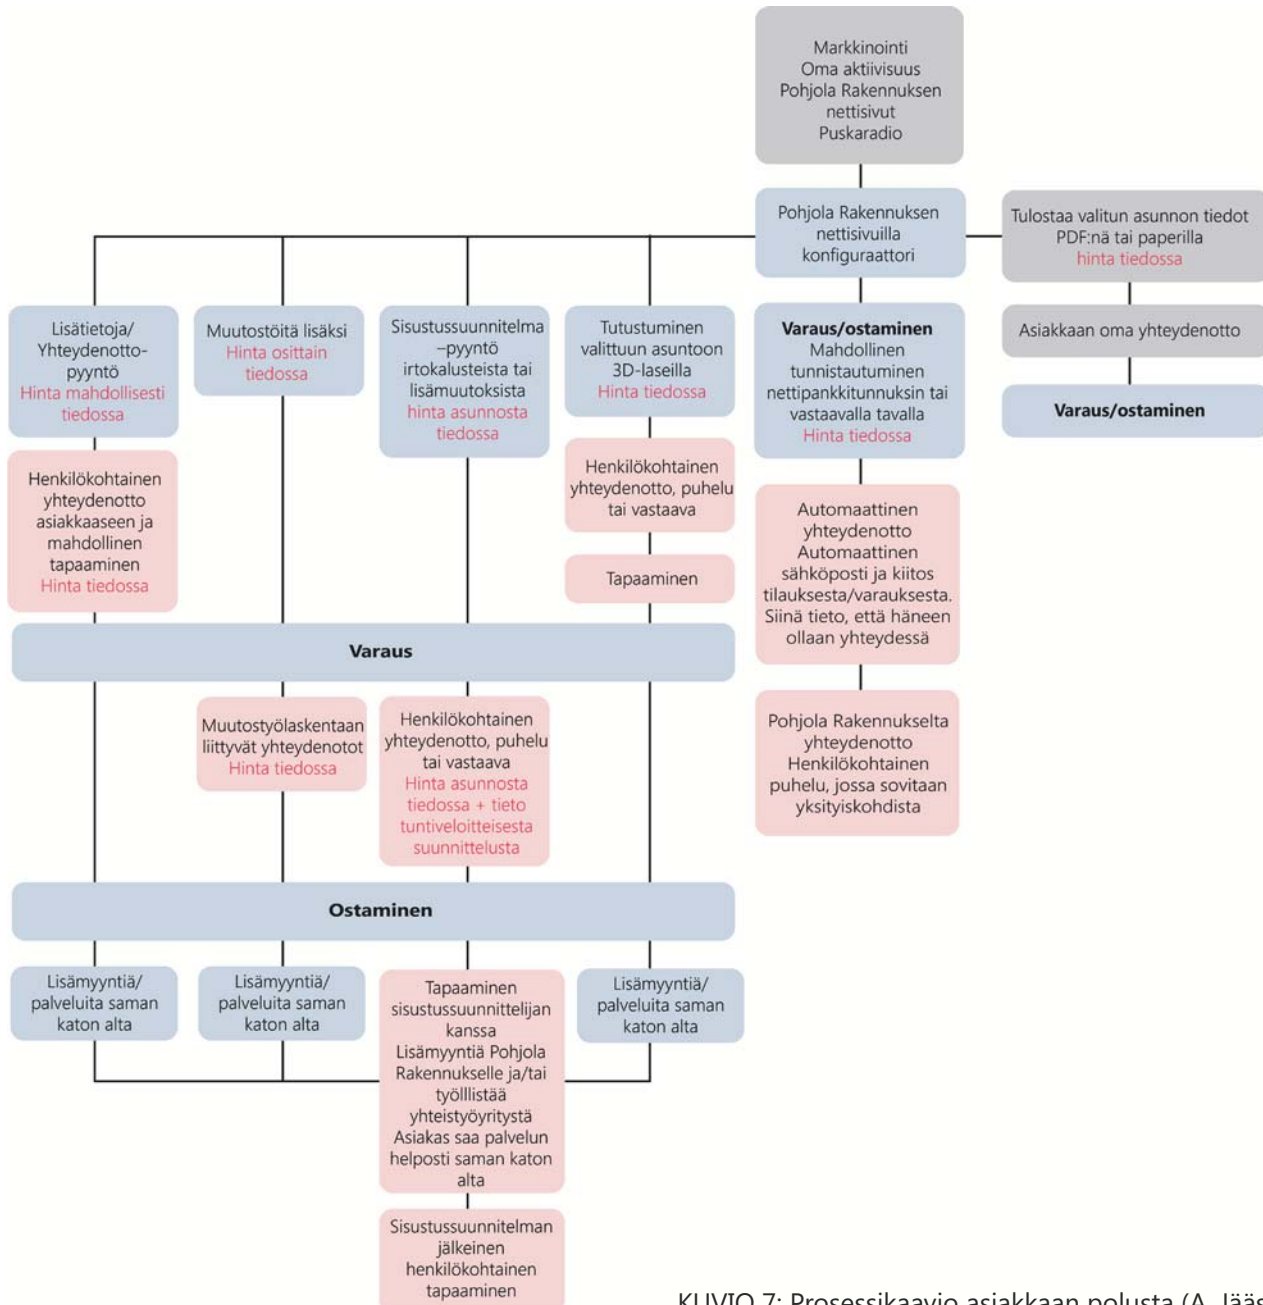 Markkinointi
Oma aktiivisuus
Pohjola Rakennuksen
nettisivut
Puskaradio
Pohjola Rakennuksen
nettisivuilla
konfiguraattori
Tulostaa valitun asunnon tiedot
PDF:nä tai paperilla
hinta tiedossa
Lisätietoja/
Yhteydenotto-
pyyntö
Hinta mahdollisesti
tiedossa
Muutostöitä lisäksi
Hinta osittain
tiedossa
Sisustussuunnitelma
–pyyntö
irtokalusteista tai
lisämuutoksista
hinta asunnosta
tiedossa
Tutustuminen
valittuun asuntoon
3D-laseilla
Hinta tiedossa
Varaus/ostaminen
Mahdollinen
tunnistautuminen
nettipankkitunnuksin tai
vastaavalla tavalla
Hinta tiedossa
Asiakkaan oma yhteydenotto
Varaus/ostaminen
Henkilökohtainen
yhteydenotto
asiakkaaseen ja
mahdollinen
tapaaminen
Hinta tiedossa
Henkilökohtainen
yhteydenotto, puhelu
tai vastaava
Tapaaminen
Automaattinen
yhteydenotto
Automaattinen
sähköposti ja kiitos
tilauksesta/varauksesta.
Siinä tieto, että häneen
ollaan yhteydessä
Varaus
Muutostyölaskentaan
liittyvät yhteydenotot
Hinta tiedossa
Henkilökohtainen
yhteydenotto, puhelu
tai vastaava
Hinta asunnosta
tiedossa + tieto
tuntiveloitteisesta
suunnittelusta
Pohjola Rakennukselta
yhteydenotto
Henkilökohtainen
puhelu, jossa sovitaan
yksityiskohdista
Ostaminen
Lisämyyntiä/
palveluita saman
katon alta
Lisämyyntiä/
palveluita saman
katon alta
Tapaaminen
sisustussuunnittelijan
kanssa
Lisämyyntiä Pohjola
Rakennukselle ja/tai
työlllistää
yhteistyöyritystä
Asiakas saa palvelun
helposti saman katon
alta
Lisämyyntiä/
palveluita saman
katon alta
Sisustussuunnitelman
jälkeinen
henkilökohtainen
tapaaminen
KUVIO 7: Prosessikaavio asiakkaan polusta (A. Jääs